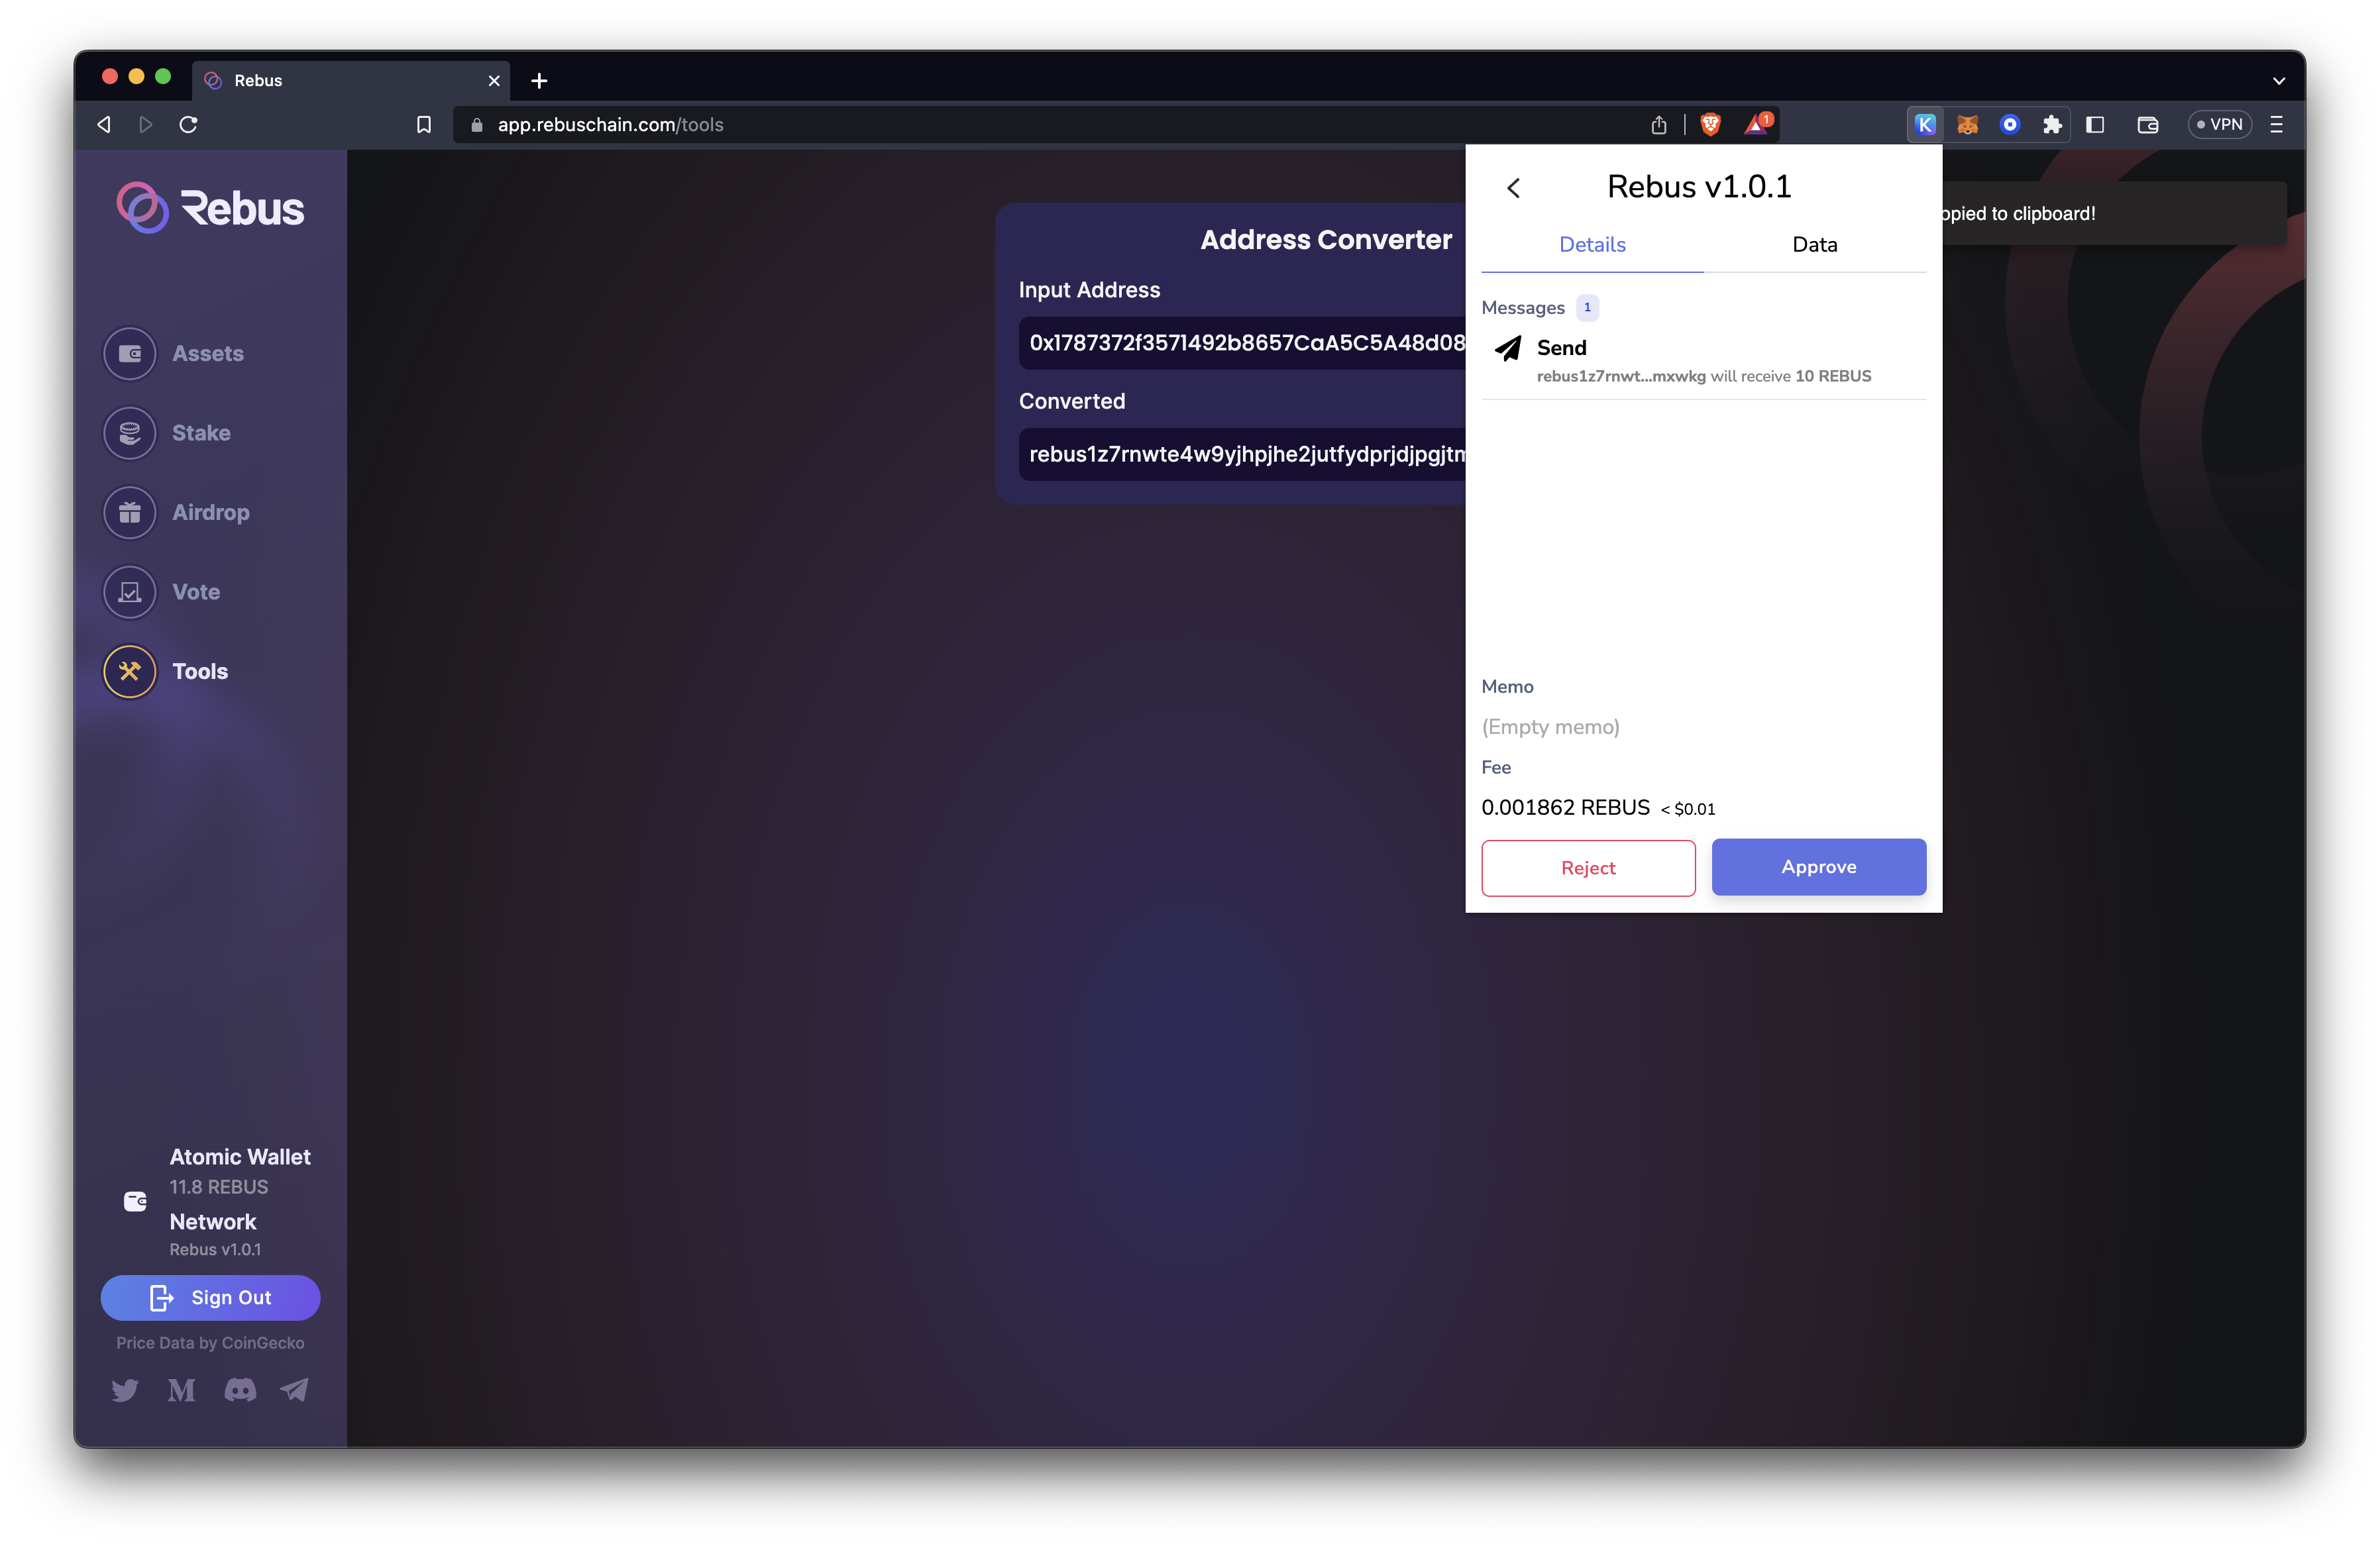 Rebus
app.rebuschain.com/tools
1
K
VPN
Rebus
Assets
Stake
Airdrop
Vote
Tools
Address Converter
Input Address
0x1787372f3571492b8657CaA5C5A48d08
Converted
rebus1z7rnwte4w9yjhpjhe2jutfydprjdjpgjtm
opied to clipboard!
Rebus v1.0.1
Details
Data
Messages 1
Send
rebus1z7rnwt...mxwkg will receive 10 REBUS
Memo
(Empty memo)
Fee
0.001862 REBUS < $0.01
Reject
Approve
Atomic Wallet
11.8 REBUS
Network
Rebus v1.0.1
Sign Out
Price Data by CoinGecko
M